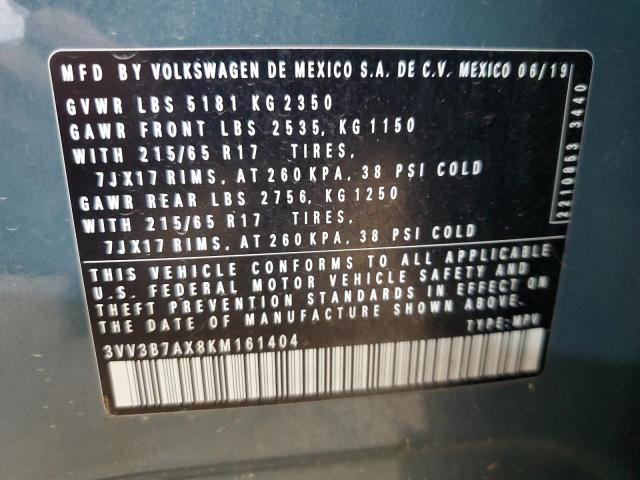 MFD BY VOLKSWAGEN DE MEXICO S.A. DE C.V. MEXICO 06/19
GVWR LBS 5181 KG 2350
GAWR FRONT LBS 2535, KG 1150
WITH 215/65 R17 TIRES,
7JX17 RIMS, AT 260 KPA, 38 PSI COLD
GAWR REAR LBS 2756, KG 1250
WITH 215/65 R17 TIRES,
7JX17 RIMS, AT 260 KPA, 38 PSI COLD
THIS VEHICLE CONFORMS TO ALL APPLICABLE
U.S. FEDERAL MOTOR VEHICLE SAFETY AND
THEFT PREVENTION STANDARDS IN EFFECT ON
THE DATE OF MANUFACTURE SHOWN ABOVE.
3VV3B7AX8KM161404 TYPE: MPV
2210863 3440